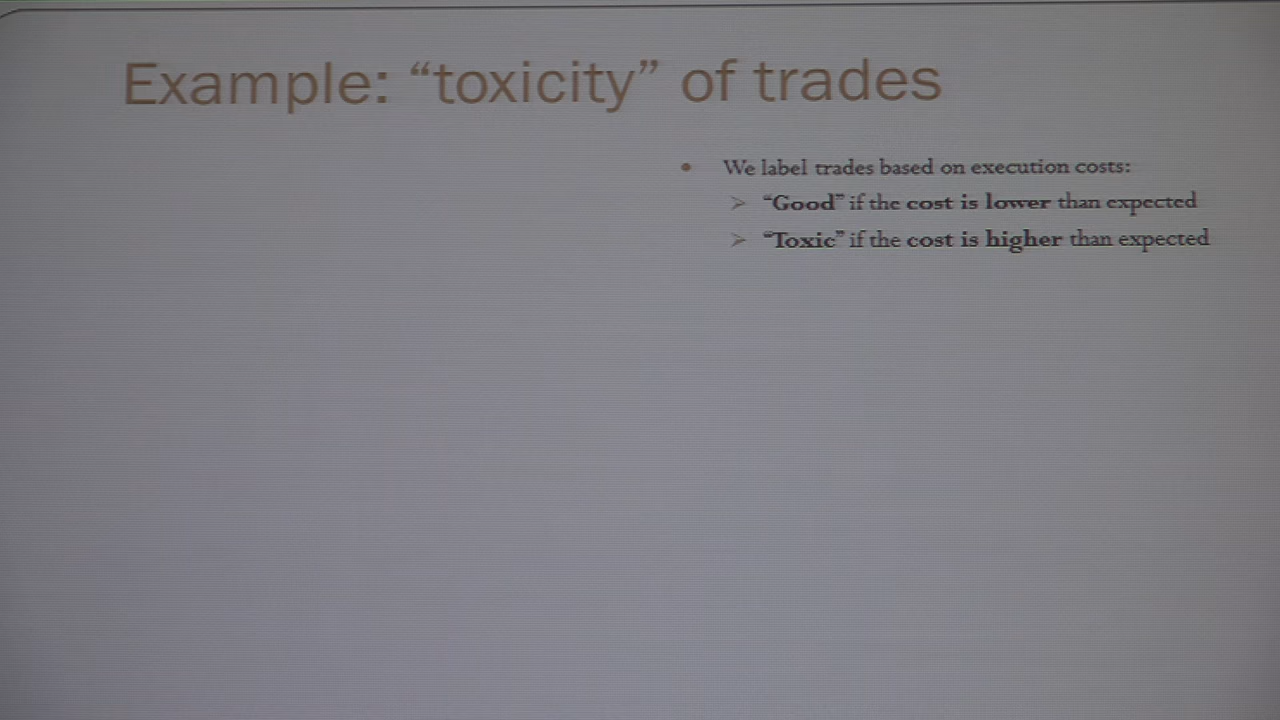 Example: “toxicity” of trades
• We label trades based on execution costs:
➢ “Good” if the cost is lower than expected
➢ “Toxic” if the cost is higher than expected